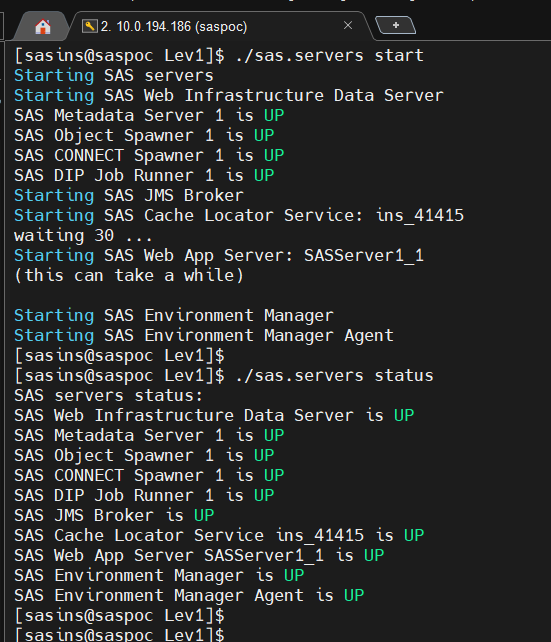 2. 10.0.194.186 (saspoc)
[sasins@saspoc Lev1]$ ./sas.servers start
Starting SAS servers
Starting SAS Web Infrastructure Data Server
SAS Metadata Server 1 is UP
SAS Object Spawner 1 is UP
SAS CONNECT Spawner 1 is UP
SAS DIP Job Runner 1 is UP
Starting SAS JMS Broker
Starting SAS Cache Locator Service: ins_41415
waiting 30 ...
Starting SAS Web App Server: SASServer1_1
(this can take a while)
Starting SAS Environment Manager
Starting SAS Environment Manager Agent
[sasins@saspoc Lev1]$
[sasins@saspoc Lev1]$ ./sas.servers status
SAS servers status:
SAS Web Infrastructure Data Server is UP
SAS Metadata Server 1 is UP
SAS Object Spawner 1 is UP
SAS CONNECT Spawner 1 is UP
SAS DIP Job Runner 1 is UP
SAS JMS Broker is UP
SAS Cache Locator Service ins_41415 is UP
SAS Web App Server SASServer1_1 is UP
SAS Environment Manager is UP
SAS Environment Manager Agent is UP
[sasins@saspoc Lev1]$
[sasins@saspoc Lev1]$